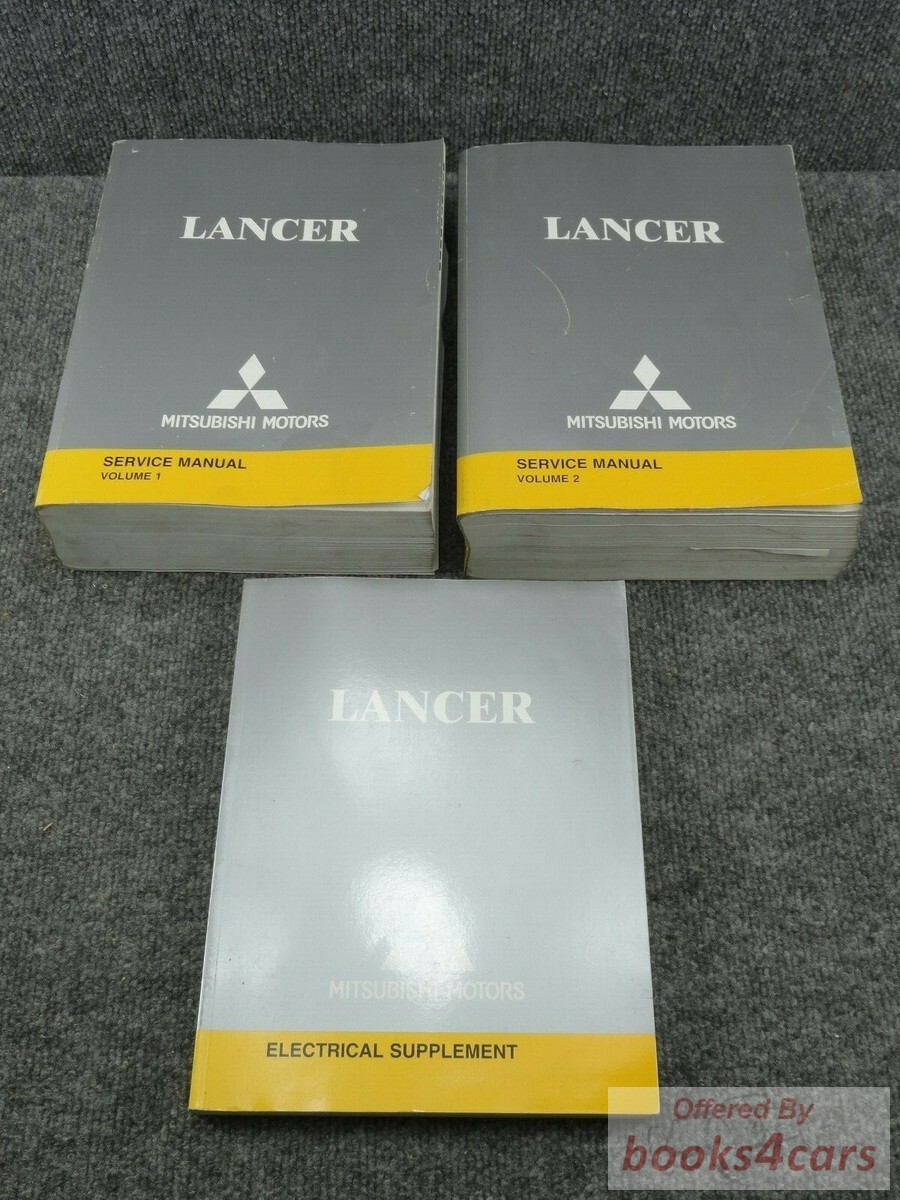 LANCER
MITSUBISHI MOTORS
SERVICE MANUAL
VOLUME 1
LANCER
MITSUBISHI MOTORS
SERVICE MANUAL
VOLUME 2
LANCER
MITSUBISHI MOTORS
ELECTRICAL SUPPLEMENT
Offered By
books4cars